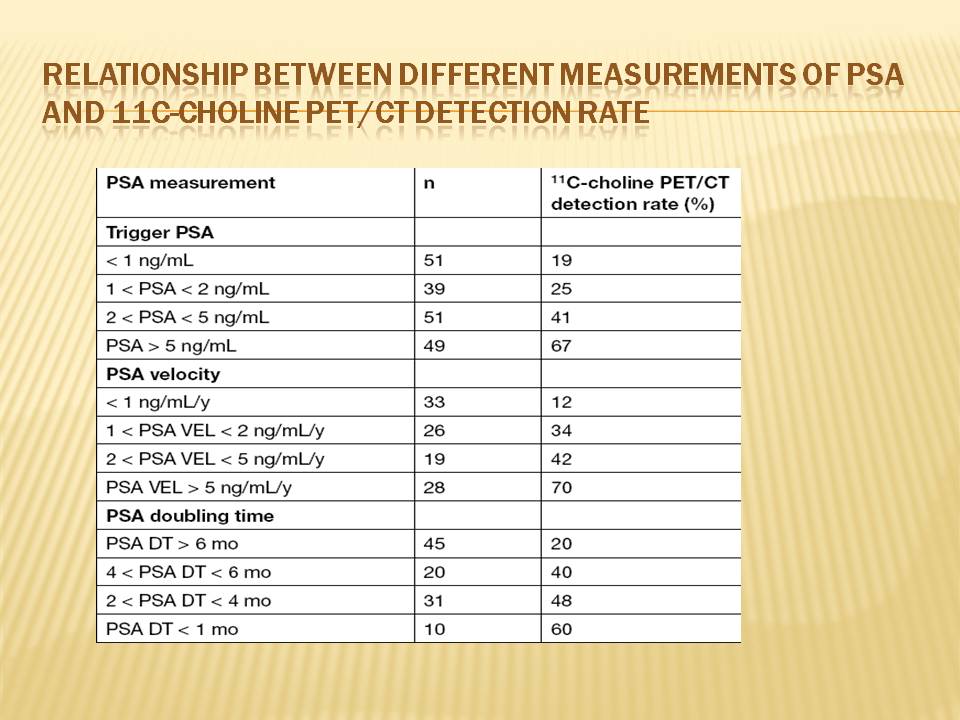 RELATIONSHIP BETWEEN DIFFERENT MEASUREMENTS OF PSA
AND 11C-CHOLINE PET/CT DETECTION RATE
PSA measurement n ¹¹C-choline PET/CT
detection rate (%)
Trigger PSA
< 1 ng/mL 51 19
1 < PSA < 2 ng/mL 39 25
2 < PSA < 5 ng/mL 51 41
PSA > 5 ng/mL 49 67
PSA velocity
< 1 ng/mL/y 33 12
1 < PSA VEL < 2 ng/mL/y 26 34
2 < PSA VEL < 5 ng/mL/y 19 42
PSA VEL > 5 ng/mL/y 28 70
PSA doubling time
PSA DT > 6 mo 45 20
4 < PSA DT < 6 mo 20 40
2 < PSA DT < 4 mo 31 48
PSA DT < 1 mo 10 60